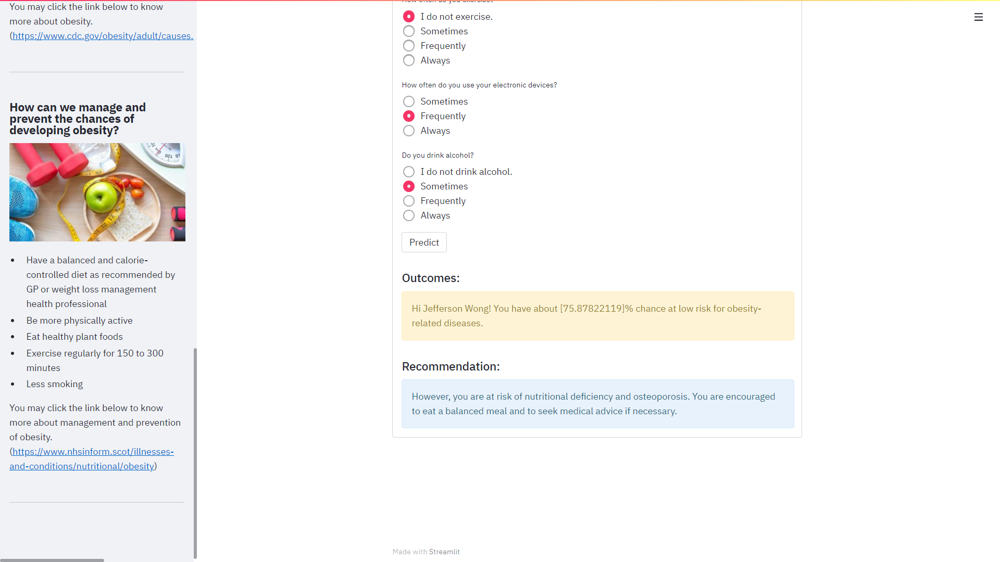 You may click the link below to know
more about obesity.
(https://www.cdc.gov/obesity/adult/causes.
How can we manage and
prevent the chances of
developing obesity?
Have a balanced and calorie-
controlled diet as recommended by
GP or weight loss management
health professional
Be more physically active
Eat healthy plant foods
Exercise regularly for 150 to 300
minutes
Less smoking
You may click the link below to know
more about management and prevention
of obesity.
(https://www.nhsinform.scot/illnesses-
and-conditions/nutritional/obesity)
How often do you exercise?
I do not exercise.
Sometimes
Frequently
Always
How often do you use your electronic devices?
Sometimes
Frequently
Always
Do you drink alcohol?
I do not drink alcohol.
Sometimes
Frequently
Always
Predict
Outcomes:
Hi Jefferson Wong! You have about [75.87822119]% chance at low risk for obesity-
related diseases.
Recommendation:
However, you are at risk of nutritional deficiency and osteoporosis. You are encouraged
to eat a balanced meal and to seek medical advice if necessary.
Made with Streamlit